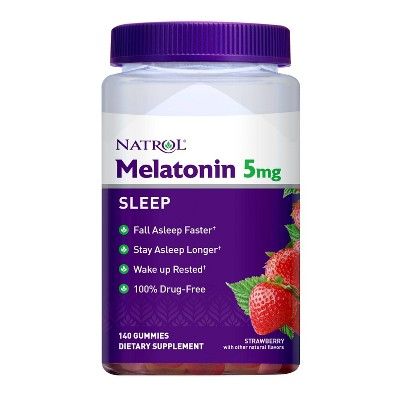 NATROL®
Melatonin 5mg
SLEEP
Fall Asleep Faster†
Stay Asleep Longer†
Wake up Rested†
100% Drug-Free
140 GUMMIES
DIETARY SUPPLEMENT
STRAWBERRY
with other natural flavors